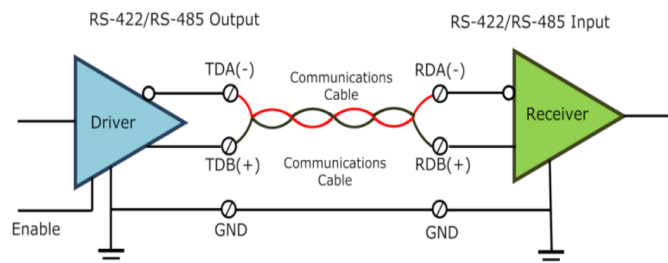 RS-422/RS-485 Output
RS-422/RS-485 Input
TDA(-)
RDA(-)
Communications
Cable
Driver
Receiver
TDB(+)
Communications
Cable
RDB(+)
Enable
GND
GND